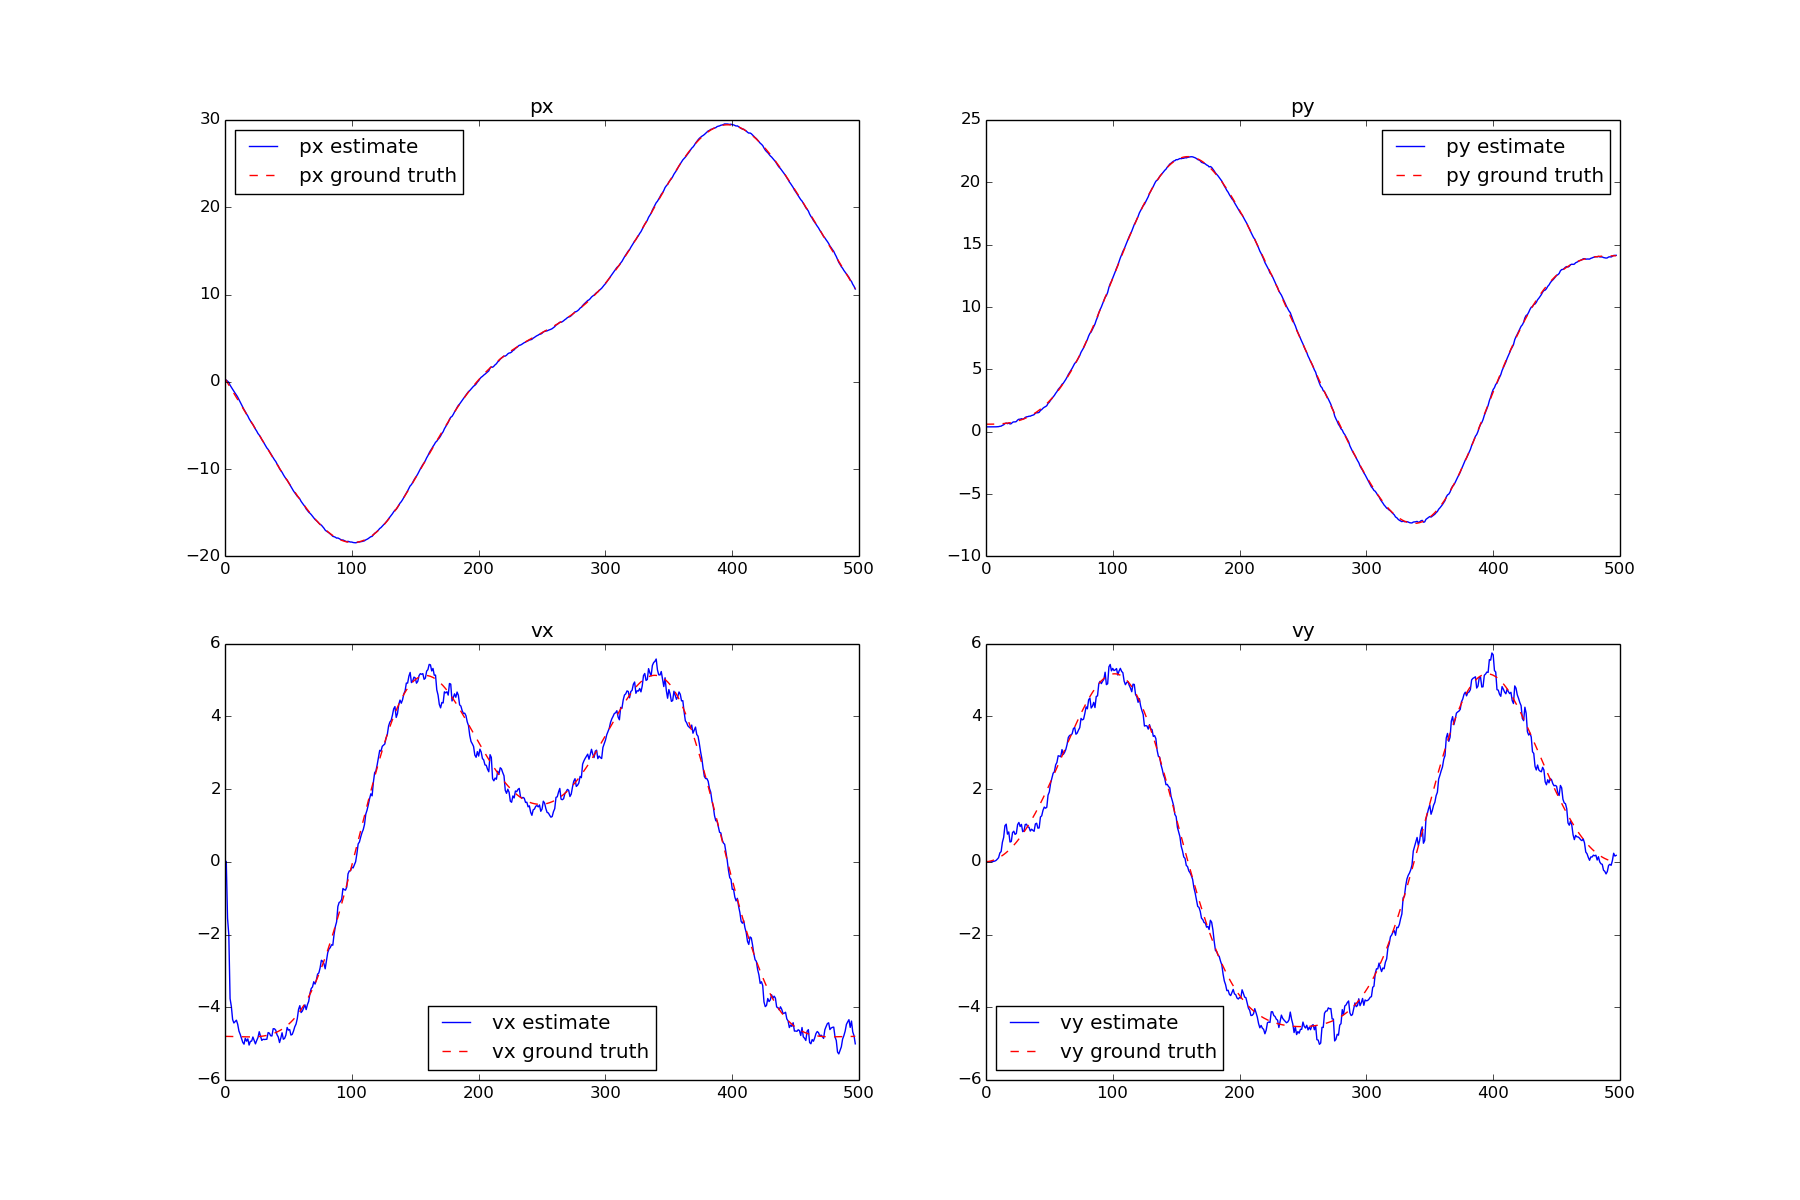 px
30
20
10
0
−10
−20
0 100 200 300 400 500
px estimate
px ground truth
py
25
20
15
10
5
0
−5
−10
0 100 200 300 400 500
py estimate
py ground truth
vx
6
4
2
0
−2
−4
−6
0 100 200 300 400 500
vx estimate
vx ground truth
vy
6
4
2
0
−2
−4
−6
0 100 200 300 400 500
vy estimate
vy ground truth